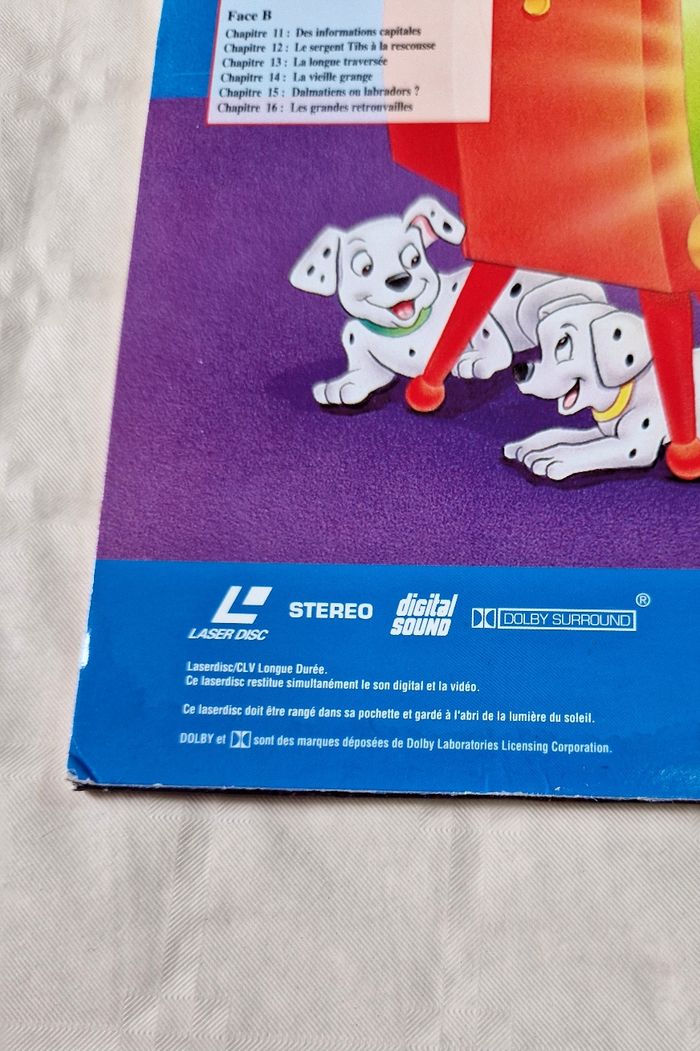 Face B
Chapitre 11 : Des informations capitales
Chapitre 12 : Le sergent Tibs à la rescousse
Chapitre 13 : La longue traversée
Chapitre 14 : La vieille grange
Chapitre 15 : Dalmatiens ou labradors ?
Chapitre 16 : Les grandes retrouvailles
LASER DISC STEREO digital SOUND DOLBY SURROUND ®
Laserdisc/CLV Longue Durée.
Ce laserdisc restitue simultanément le son digital et la vidéo.
Ce laserdisc doit être rangé dans sa pochette et gardé à l'abri de la lumière du soleil.
DOLBY et sont des marques déposées de Dolby Laboratories Licensing Corporation.